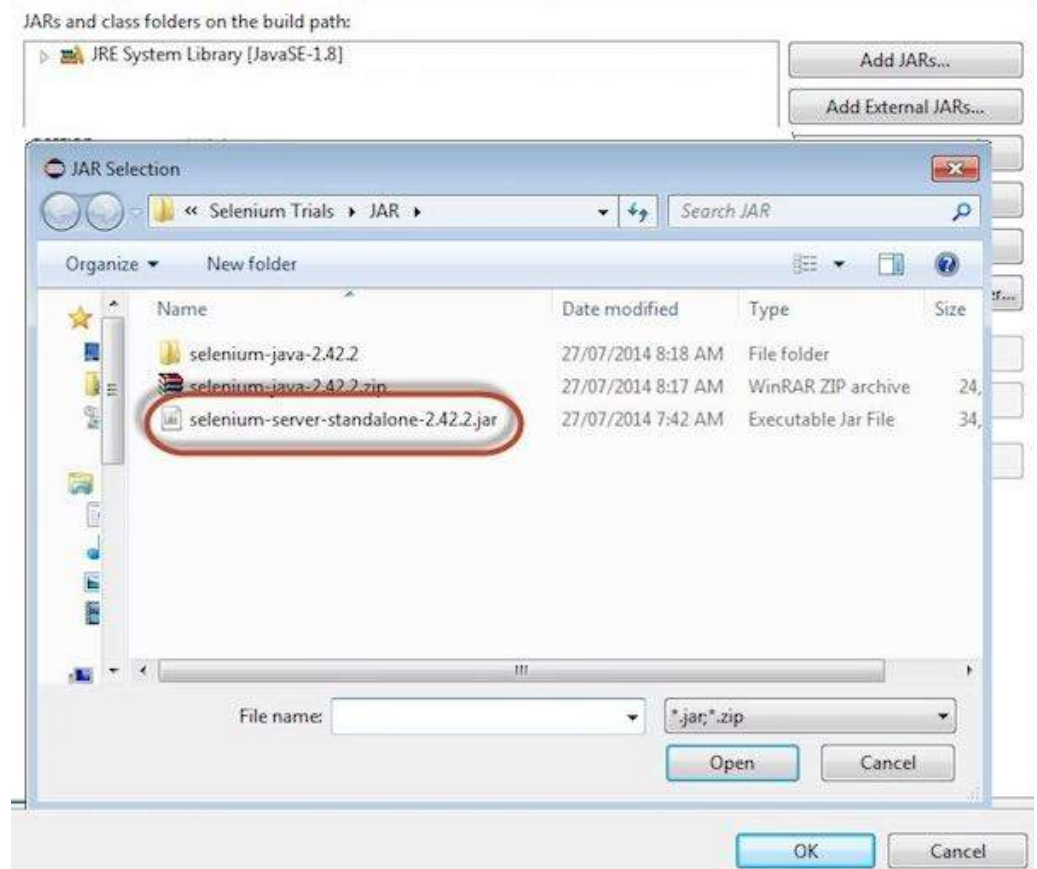 JARs and class folders on the build path:
JRE System Library [JavaSE-1.8]
Add JARs...
Add External JARs...
JAR Selection
« Selenium Trials ▸ JAR ▸
Search JAR
Organize
New folder
Name Date modified Type Size
selenium-java-2.42.2 27/07/2014 8:18 AM File folder
selenium-java-2.42.2.zip 27/07/2014 8:17 AM WinRAR ZIP archive 24,
selenium-server-standalone-2.42.2.jar 27/07/2014 7:42 AM Executable Jar File 34,
File name:
*.jar;*.zip
Open
Cancel
OK
Cancel